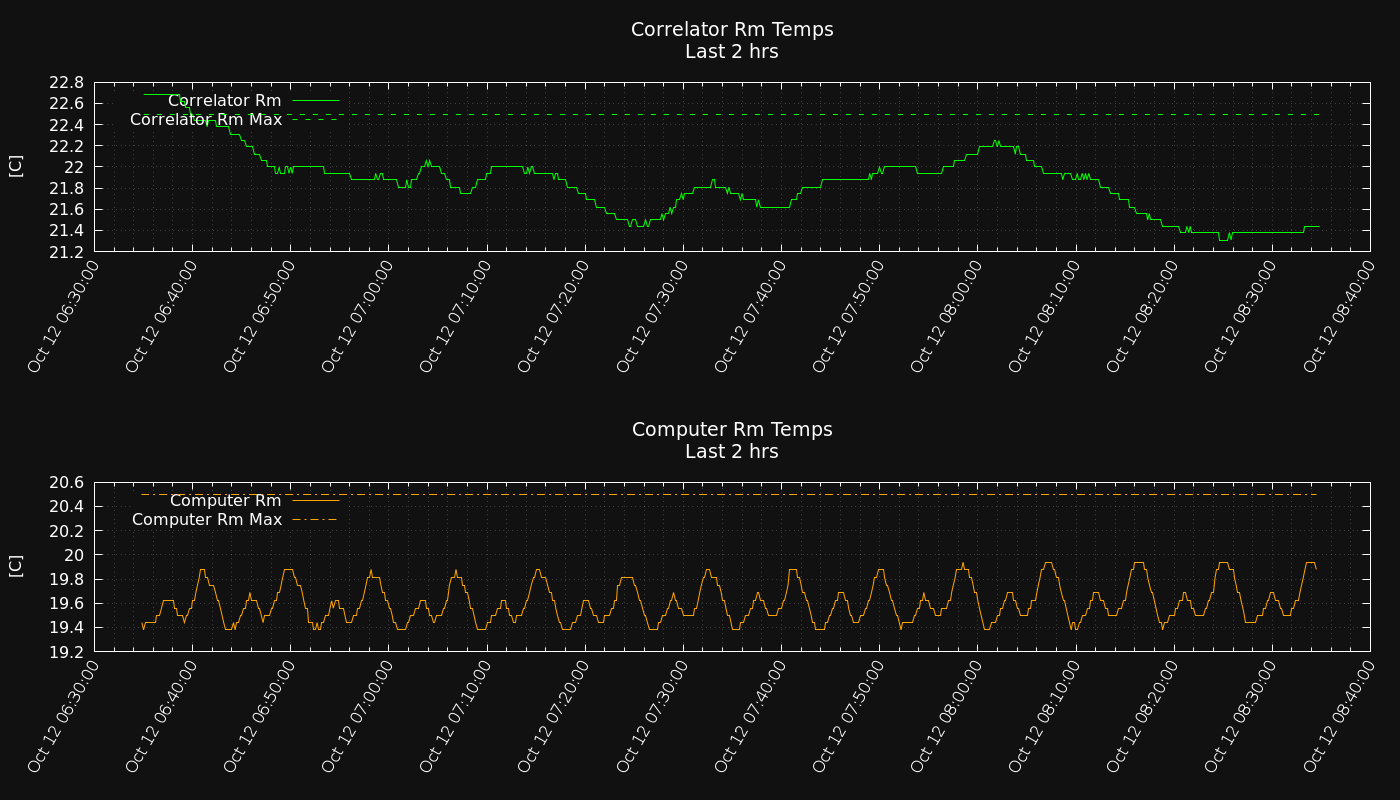 Correlator Rm Temps
Last 2 hrs
22.8
22.6
22.4
22.2
22
21.8
21.6
21.4
21.2
[C]
Correlator Rm
Correlator Rm Max
Oct 12 06:30:00
Oct 12 06:40:00
Oct 12 06:50:00
Oct 12 07:00:00
Oct 12 07:10:00
Oct 12 07:20:00
Oct 12 07:30:00
Oct 12 07:40:00
Oct 12 07:50:00
Oct 12 08:00:00
Oct 12 08:10:00
Oct 12 08:20:00
Oct 12 08:30:00
Oct 12 08:40:00
Computer Rm Temps
Last 2 hrs
20.6
20.4
20.2
20
19.8
19.6
19.4
19.2
[C]
Computer Rm
Computer Rm Max
Oct 12 06:30:00
Oct 12 06:40:00
Oct 12 06:50:00
Oct 12 07:00:00
Oct 12 07:10:00
Oct 12 07:20:00
Oct 12 07:30:00
Oct 12 07:40:00
Oct 12 07:50:00
Oct 12 08:00:00
Oct 12 08:10:00
Oct 12 08:20:00
Oct 12 08:30:00
Oct 12 08:40:00